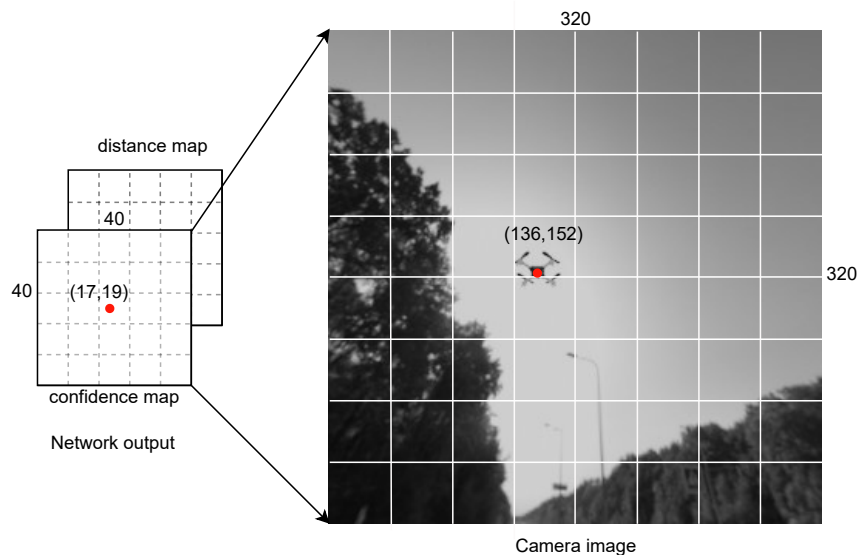 320
distance map
40
(136,152)
320
40
(17,19)
confidence map
Network output
Camera image